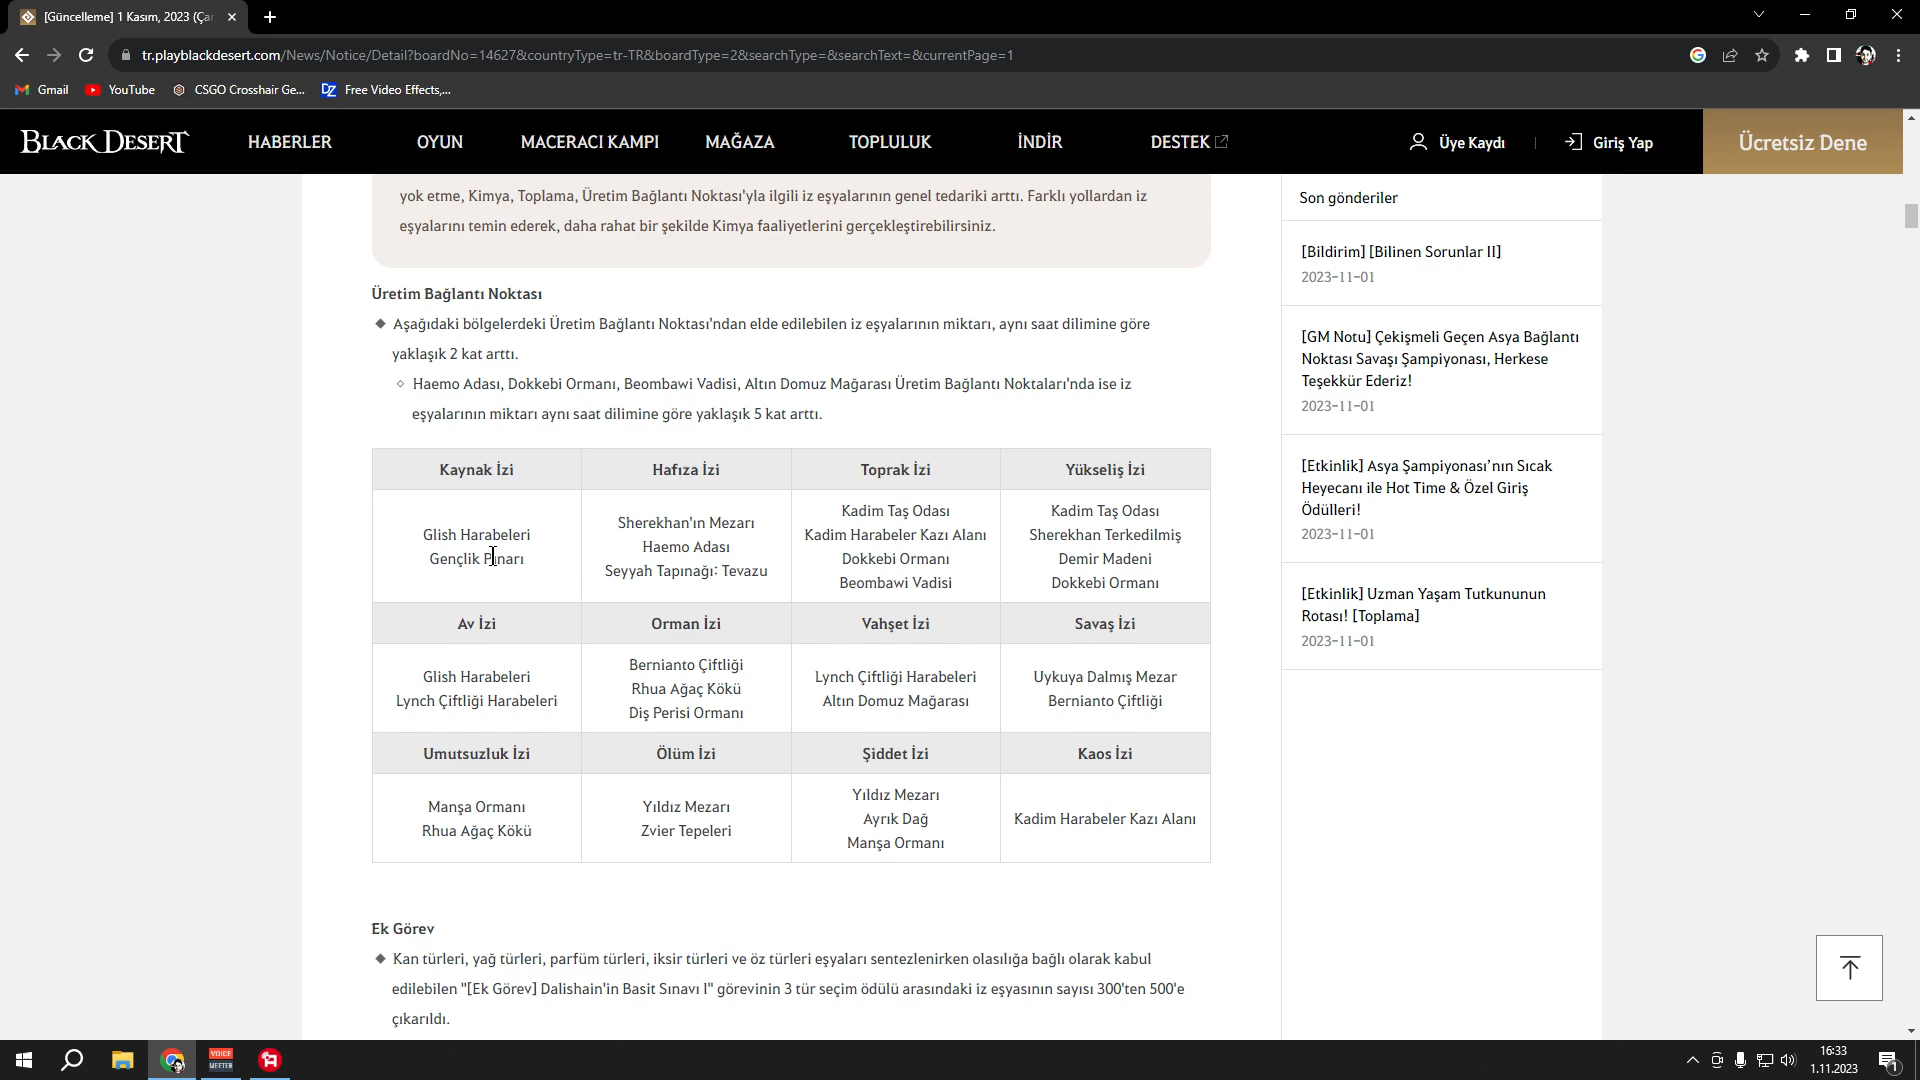 [Güncelleme] 1 Kasım, 2023 (Ça
tr.playblackdesert.com/News/Notice/Detail?boardNo=14627&countryType=tr-TR&boardType=2&searchType=&searchText=&currentPage=1
Gmail
YouTube
CSGO Crosshair Ge...
DZ
Free Video Effects,...
BLACK DESERT
HABERLER
OYUN
MACERACI KAMPI
MAĞAZA
TOPLULUK
İNDİR
DESTEK
Üye Kaydı
Giriş Yap
Ücretsiz Dene
yok etme, Kimya, Toplama, Üretim Bağlantı Noktası'yla ilgili iz eşyalarının genel tedariki arttı. Farklı yollardan iz
eşyalarını temin ederek, daha rahat bir şekilde Kimya faaliyetlerini gerçekleştirebilirsiniz.
Üretim Bağlantı Noktası
◆ Aşağıdaki bölgelerdeki Üretim Bağlantı Noktası'ndan elde edilebilen iz eşyalarının miktarı, aynı saat dilimine göre
yaklaşık 2 kat arttı.
◇ Haemo Adası, Dokkebi Ormanı, Beombawi Vadisi, Altın Domuz Mağarası Üretim Bağlantı Noktaları'nda ise iz
eşyalarının miktarı aynı saat dilimine göre yaklaşık 5 kat arttı.
Kaynak İzi
Hafıza İzi
Toprak İzi
Yükseliş İzi
Glish Harabeleri
Gençlik Pınarı
Sherekhan'ın Mezarı
Haemo Adası
Seyyah Tapınağı: Tevazu
Kadim Taş Odası
Kadim Harabeler Kazı Alanı
Dokkebi Ormanı
Beombawi Vadisi
Kadim Taş Odası
Sherekhan Terkedilmiş
Demir Madeni
Dokkebi Ormanı
Av İzi
Orman İzi
Vahşet İzi
Savaş İzi
Glish Harabeleri
Lynch Çiftliği Harabeleri
Bernianto Çiftliği
Rhua Ağaç Kökü
Diş Perisi Ormanı
Lynch Çiftliği Harabeleri
Altın Domuz Mağarası
Uykuya Dalmış Mezar
Bernianto Çiftliği
Umutsuzluk İzi
Ölüm İzi
Şiddet İzi
Kaos İzi
Manşa Ormanı
Rhua Ağaç Kökü
Yıldız Mezarı
Zvier Tepeleri
Yıldız Mezarı
Ayrık Dağ
Manşa Ormanı
Kadim Harabeler Kazı Alanı
Ek Görev
◆ Kan türleri, yağ türleri, parfüm türleri, iksir türleri ve öz türleri eşyaları sentezlenirken olasılığa bağlı olarak kabul
edilebilen "[Ek Görev] Dalishain'in Basit Sınavı I" görevinin 3 tür seçim ödülü arasındaki iz eşyasının sayısı 300'ten 500'e
çıkarıldı.
Son gönderiler
[Bildirim] [Bilinen Sorunlar II]
2023-11-01
[GM Notu] Çekişmeli Geçen Asya Bağlantı
Noktası Savaşı Şampiyonası, Herkese
Teşekkür Ederiz!
2023-11-01
[Etkinlik] Asya Şampiyonası’nın Sıcak
Heyecanı ile Hot Time & Özel Giriş
Ödülleri!
2023-11-01
[Etkinlik] Uzman Yaşam Tutkununun
Rotası! [Toplama]
2023-11-01
VOICE
MEETER
16:33
1.11.2023
1